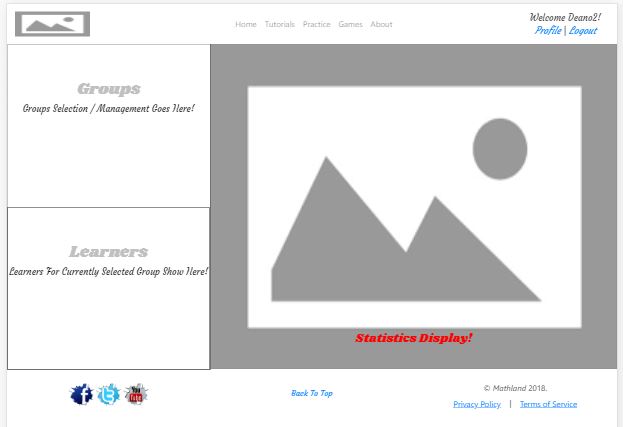 Home Tutorials Practice Games About
Welcome Deano2!
Profile | Logout
Groups
Groups Selection / Management Goes Here!
Learners
Learners For Currently Selected Group Show Here!
Statistics Display!
You
Tube
Back To Top
© Mathland 2018.
Privacy Policy | Terms of Service